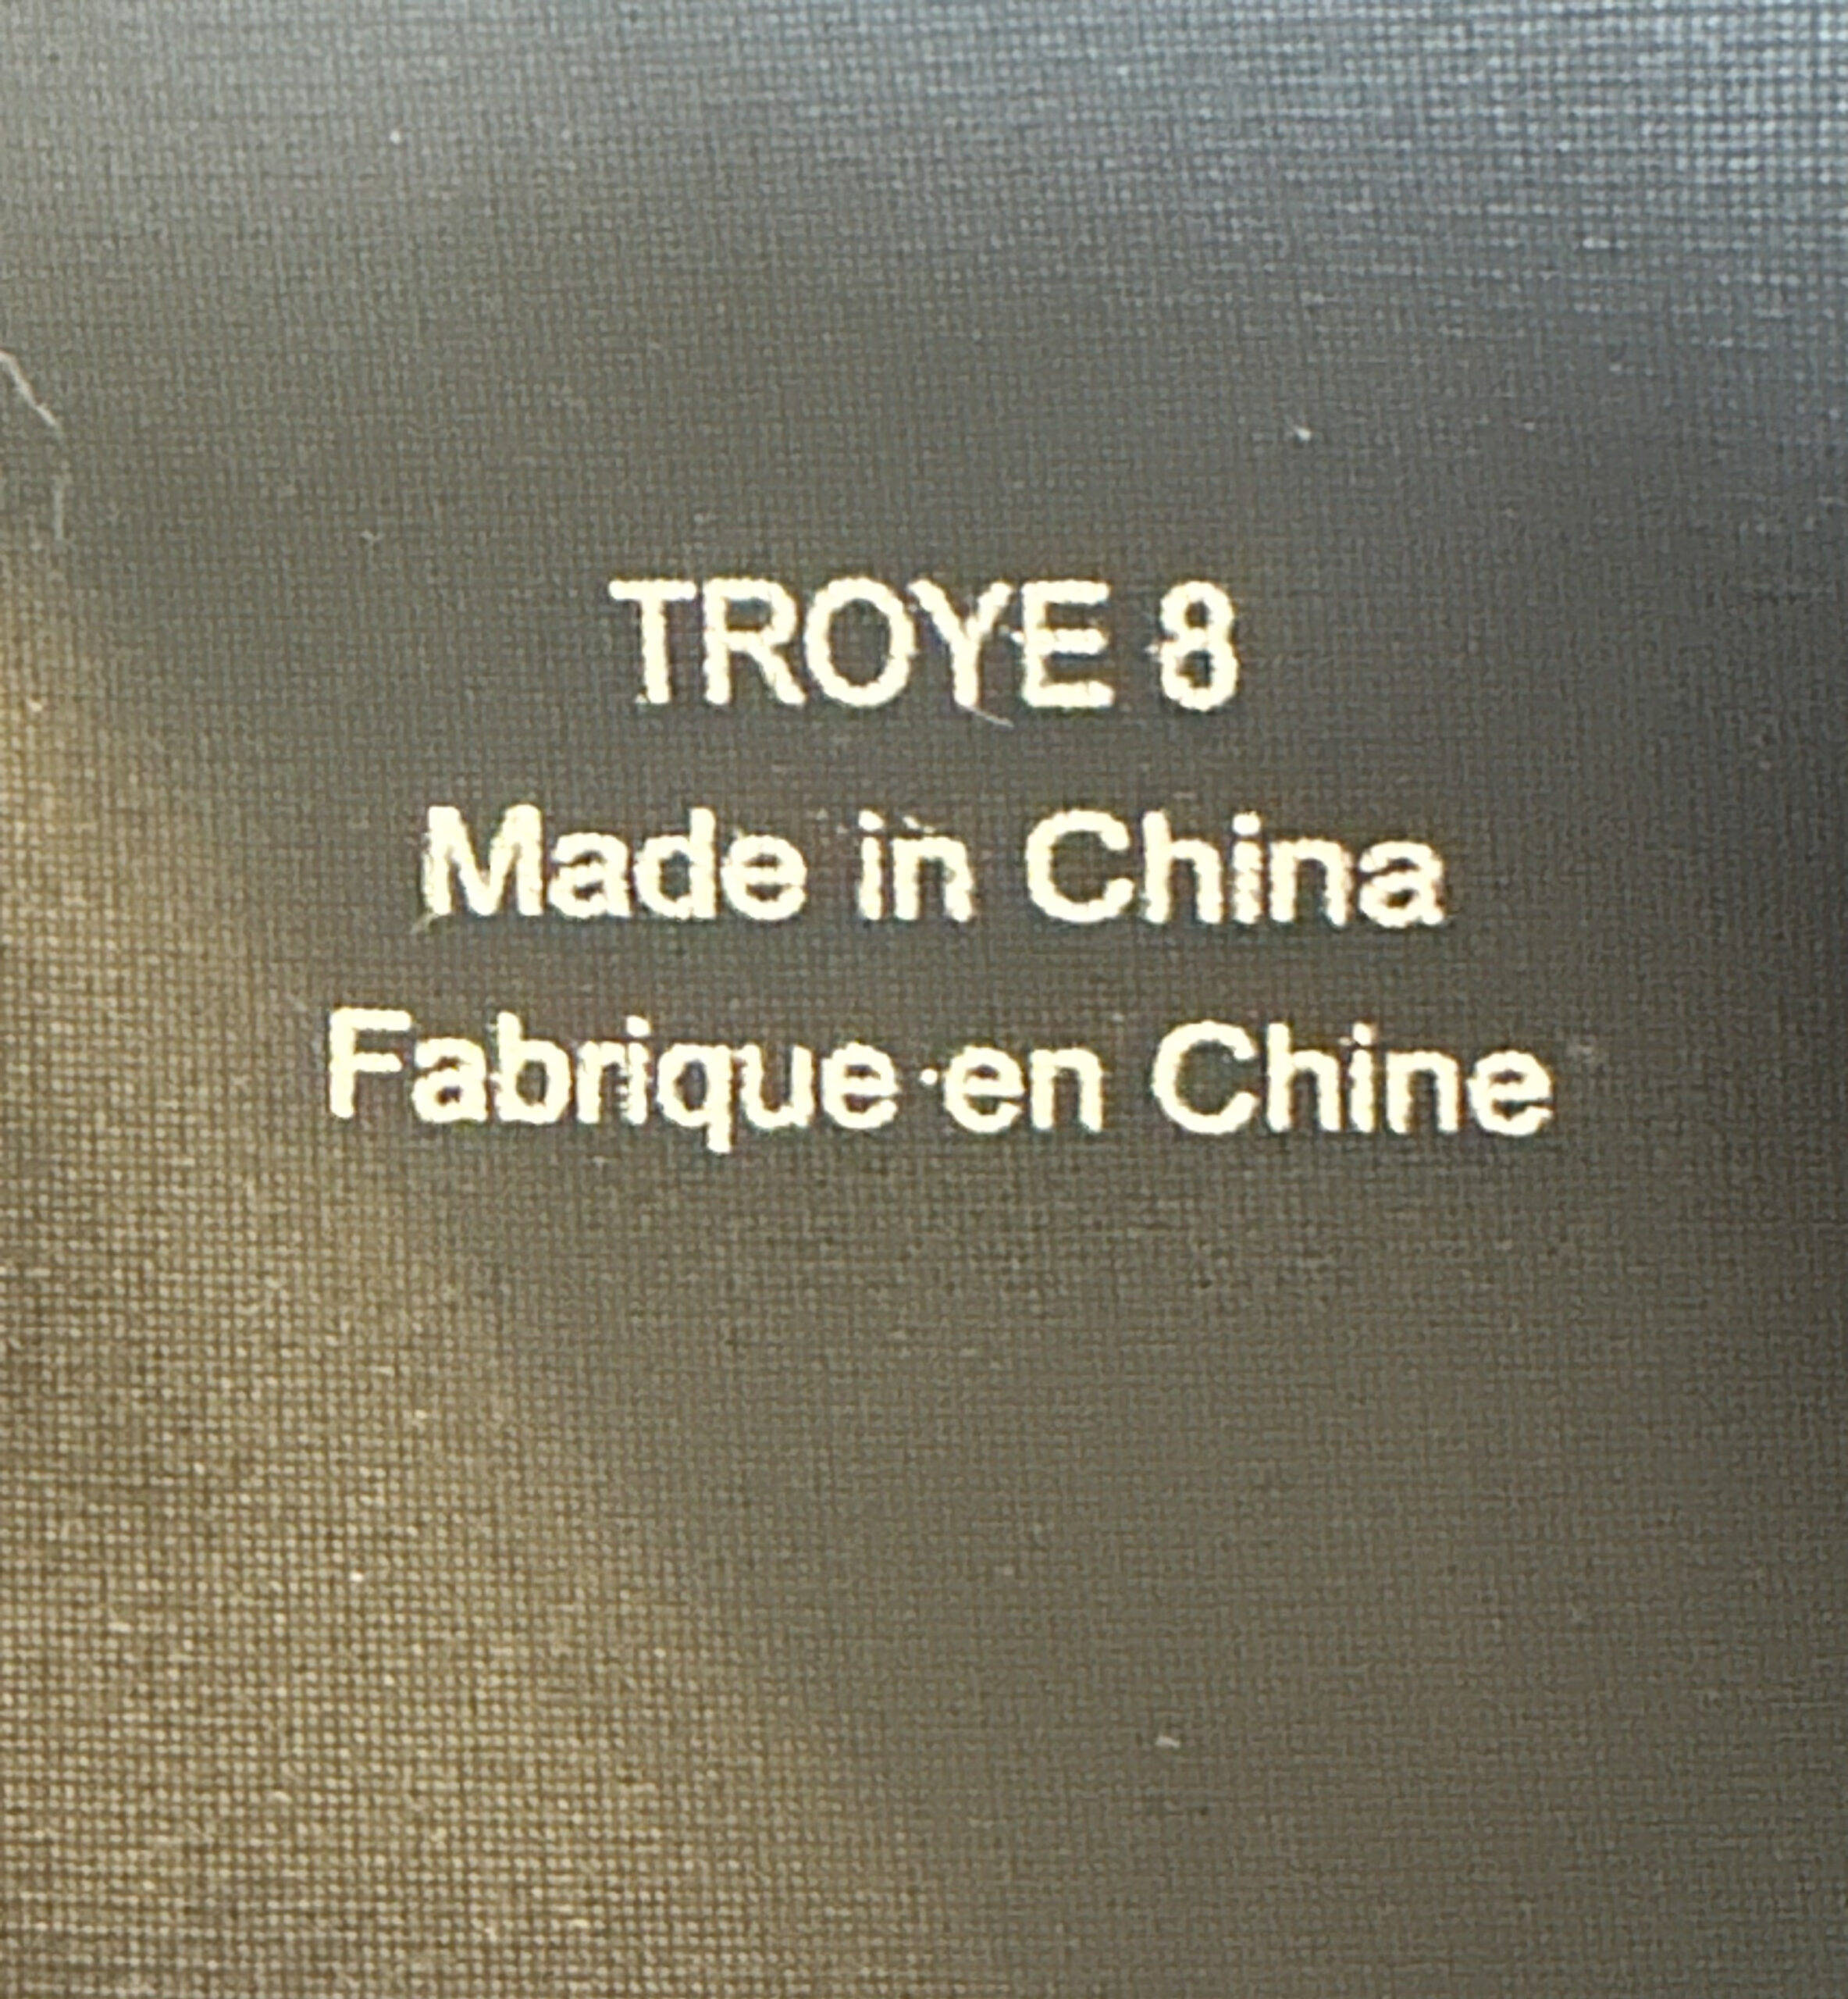 TROYE 8
Made in China
Fabrique en Chine